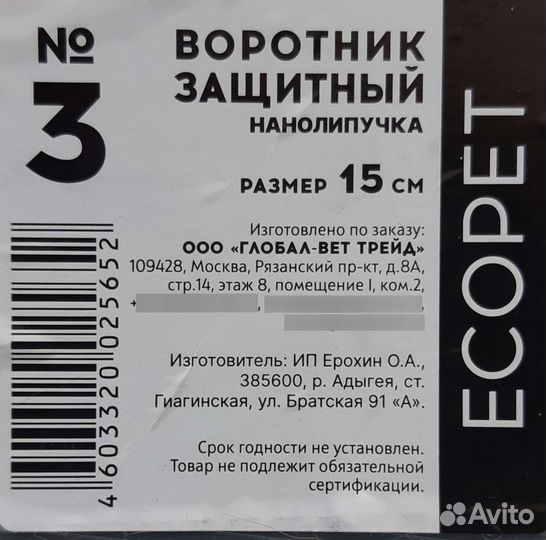 №
3
ВОРОТНИК
ЗАЩИТНЫЙ
НАНОЛИПУЧКА
РАЗМЕР 15 СМ
Изготовлено по заказу:
ООО «ГЛОБАЛ-ВЕТ ТРЕЙД»
109428, Москва, Рязанский пр-кт, д.8А,
стр.14, этаж 8, помещение I, ком.2,
+
Изготовитель: ИП Ерохин О.А.,
385600, р. Адыгея, ст.
Гиагинская, ул. Братская 91 «А».
Срок годности не установлен.
Товар не подлежит обязательной
сертификации.
4 603320 025652
ECOPET
Avito